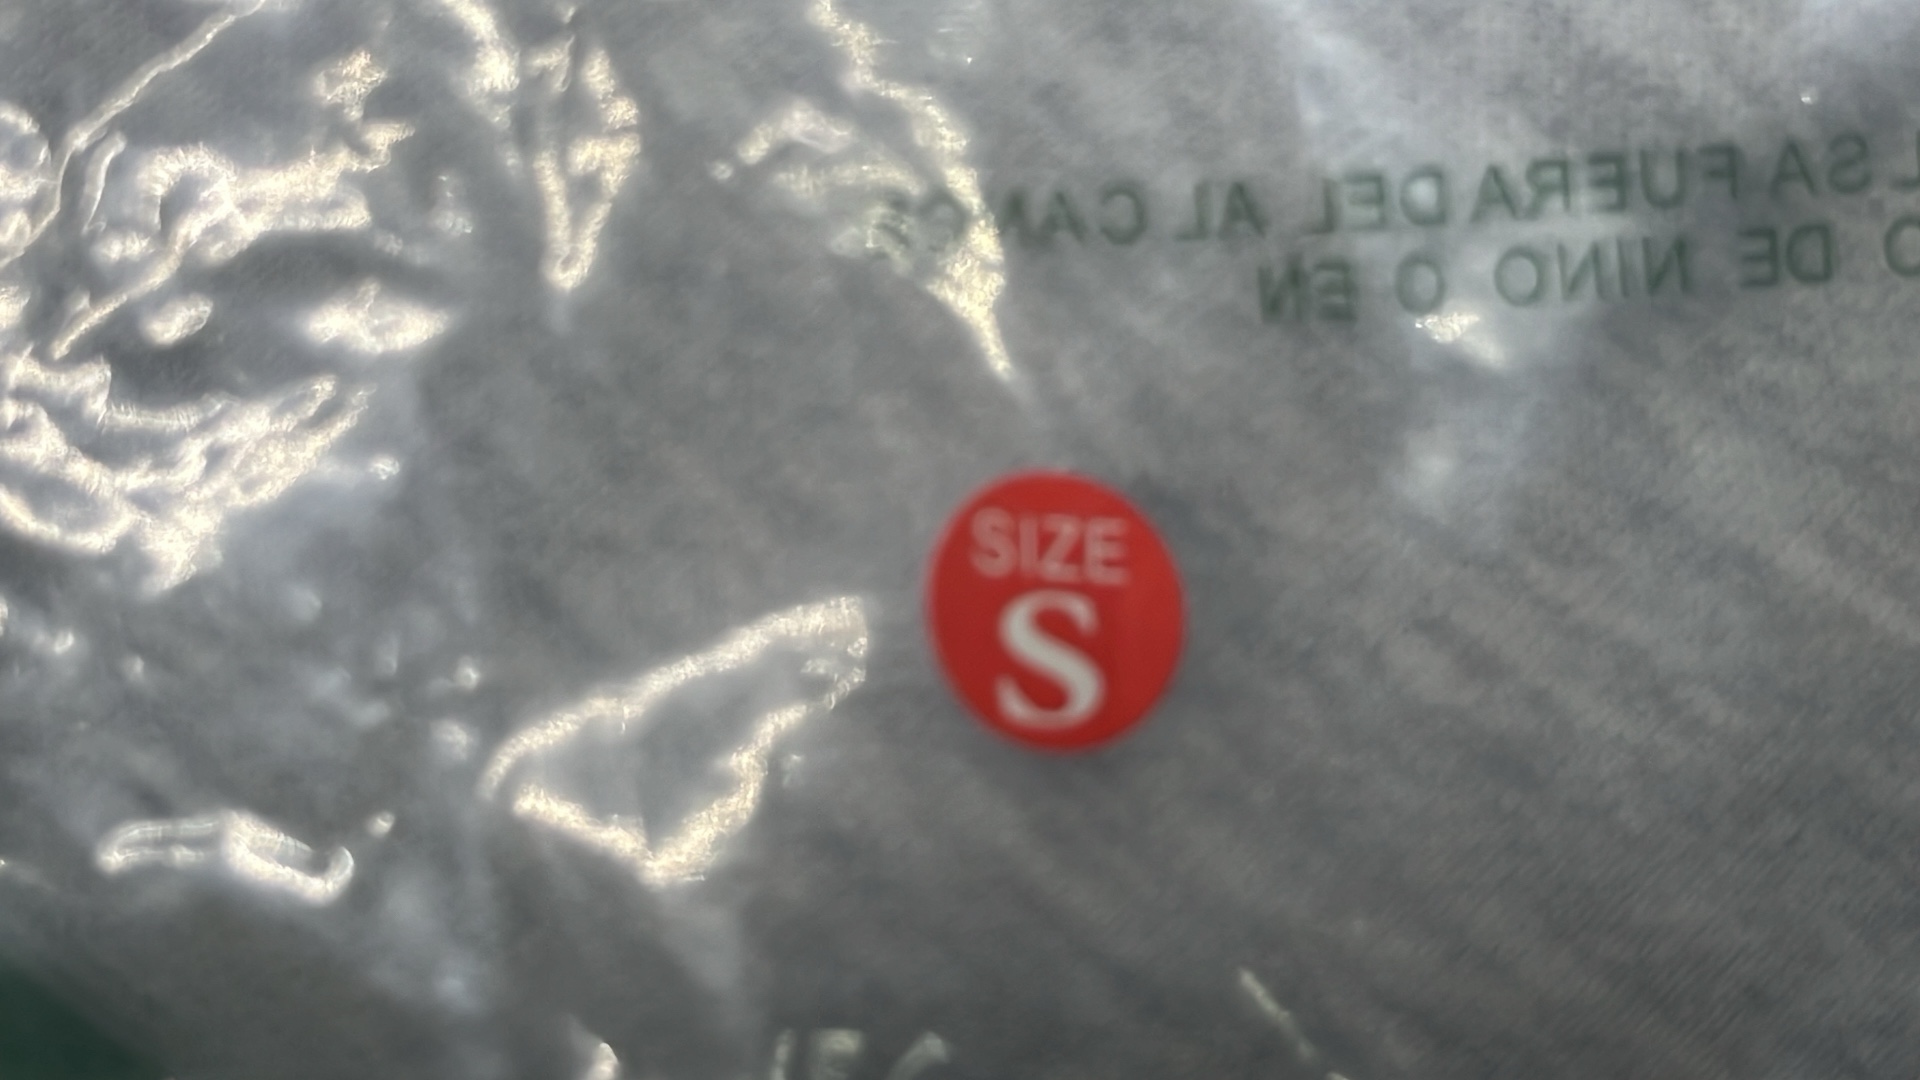 SA FUERA DEL AL CANCE
DE NINO O EN
SIZE
S